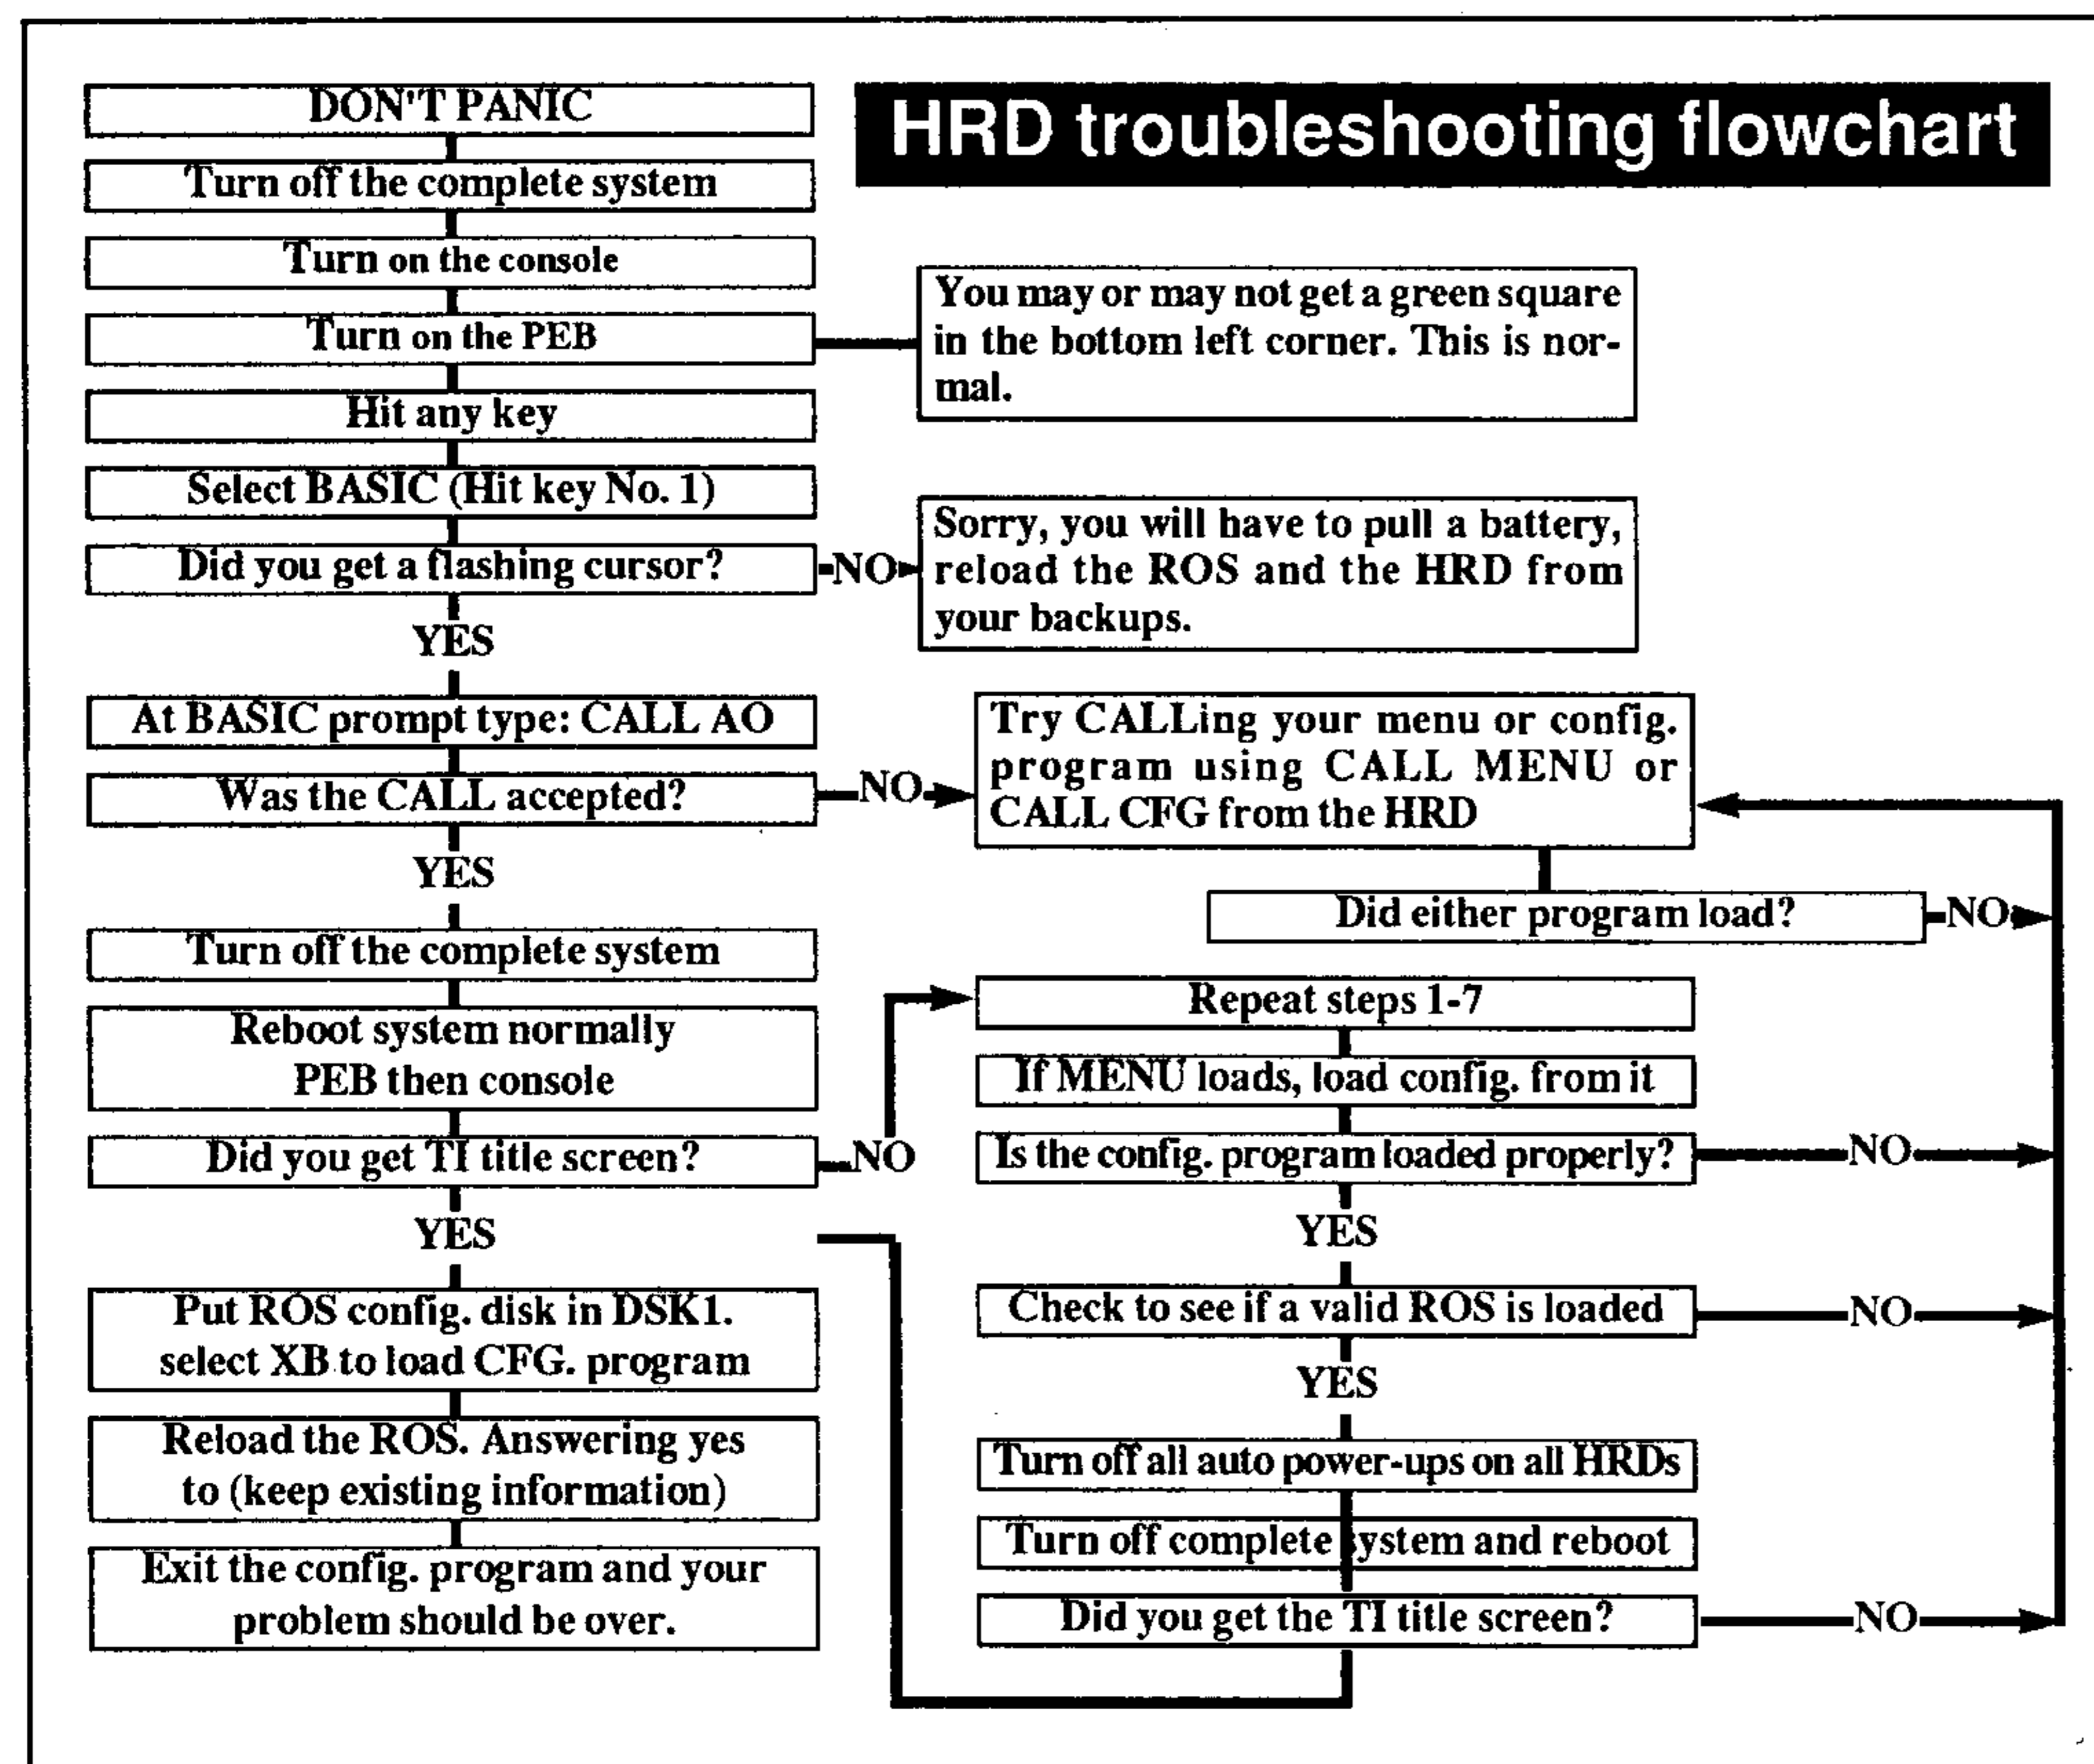 HRD troubleshooting flowchart
DON'T PANIC
Turn off the complete system
Turn on the console
Turn on the PEB
You may or may not get a green square
in the bottom left corner. This is nor-
mal.
Hit any key
Select BASIC (Hit key No. 1)
Did you get a flashing cursor?
NO
Sorry, you will have to pull a battery,
reload the ROS and the HRD from
your backups.
YES
At BASIC prompt type: CALL AO
Was the CALL accepted?
NO
Try CALLing your menu or config.
program using CALL MENU or
CALL CFG from the HRD
Did either program load?
NO
YES
Turn off the complete system
Reboot system normally
PEB then console
Did you get TI title screen?
NO
Repeat steps 1-7
If MENU loads, load config. from it
Is the config. program loaded properly?
NO
YES
Check to see if a valid ROS is loaded
NO
YES
Turn off all auto power-ups on all HRDs
Turn off complete system and reboot
Did you get the TI title screen?
NO
YES
Put ROS config. disk in DSK1.
select XB to load CFG. program
Reload the ROS. Answering yes
to (keep existing information)
Exit the config. program and your
problem should be over.